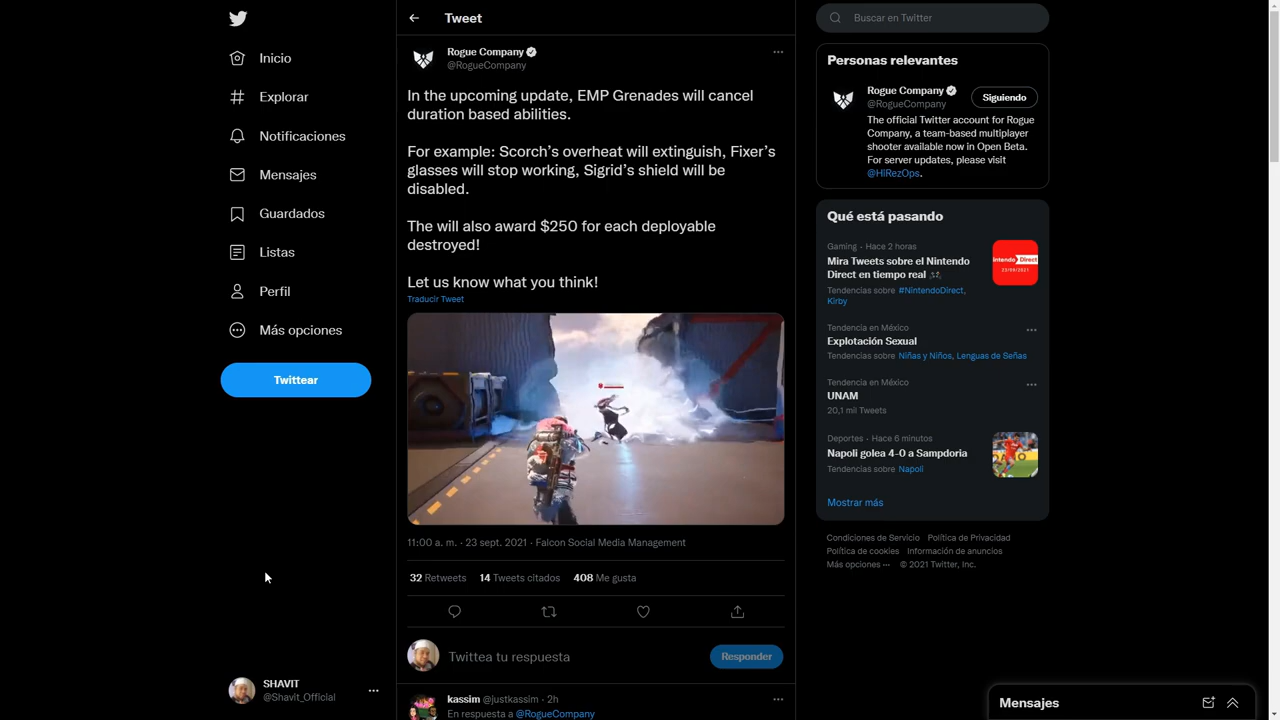 Tweet
Buscar en Twitter
Inicio
Explorar
Notificaciones
Mensajes
Guardados
Listas
Perfil
Más opciones
Twittear
SHAVIT
@Shavit_Official
Rogue Company
@RogueCompany
In the upcoming update, EMP Grenades will cancel
duration based abilities.
For example: Scorch's overheat will extinguish, Fixer's
glasses will stop working, Sigrid's shield will be
disabled.
The will also award $250 for each deployable
destroyed!
Let us know what you think!
Traducir Tweet
11:00 a. m. · 23 sept. 2021 · Falcon Social Media Management
32 Retweets 14 Tweets citados 408 Me gusta
Twittea tu respuesta
Responder
kassim @justkassim · 2h
En respuesta a @RogueCompany
Personas relevantes
Rogue Company
@RogueCompany
Siguiendo
The official Twitter account for Rogue
Company, a team-based multiplayer
shooter available now in Open Beta.
For server updates, please visit
@HiRezOps.
Qué está pasando
Gaming · Hace 2 horas
Mira Tweets sobre el Nintendo
Direct en tiempo real
Tendencias sobre #NintendoDirect,
Kirby
intendo Direct
23/09/2021
Tendencia en México
Explotación Sexual
Tendencias sobre Niñas y Niños, Lenguas de Señas
Tendencia en México
UNAM
20,1 mil Tweets
Deportes · Hace 6 minutos
Napoli golea 4-0 a Sampdoria
Tendencias sobre Napoli
Mostrar más
Condiciones de Servicio Política de Privacidad
Política de cookies Información de anuncios
Más opciones ··· © 2021 Twitter, Inc.
Mensajes